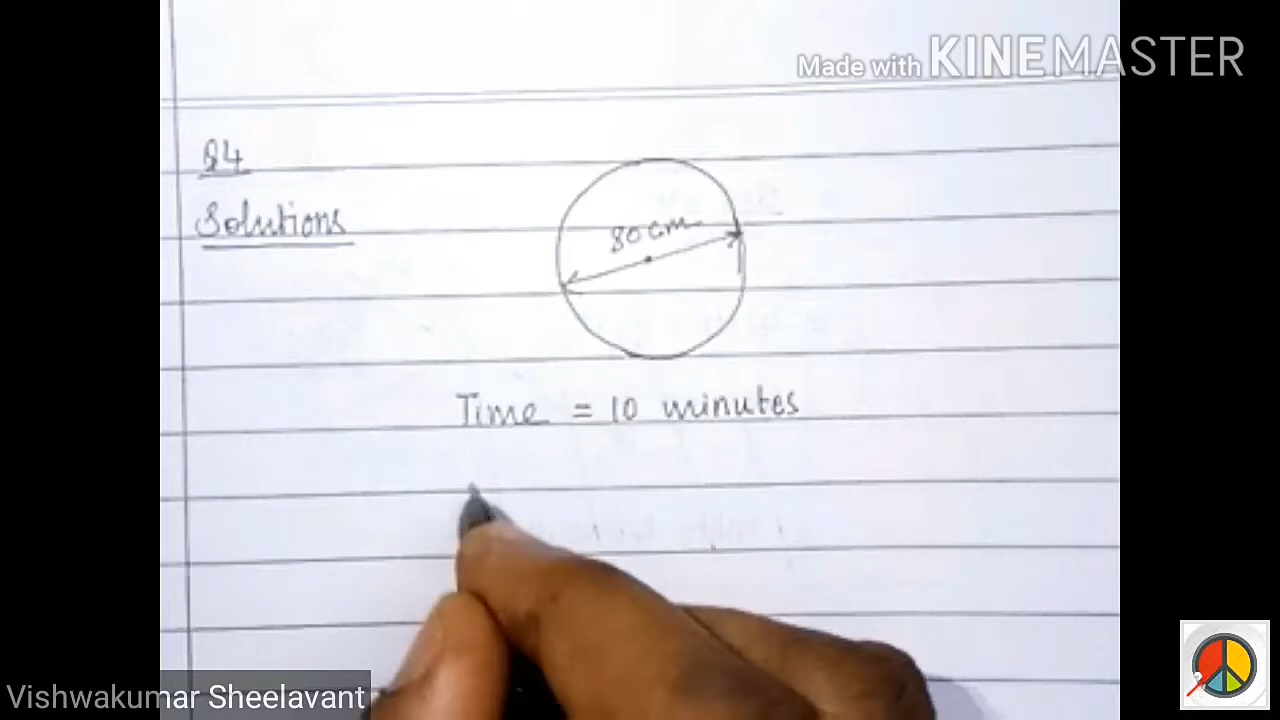 Made with KINEMASTER
Q4
Solutions
80 cm
Time = 10 minutes
Vishwakumar Sheelavant